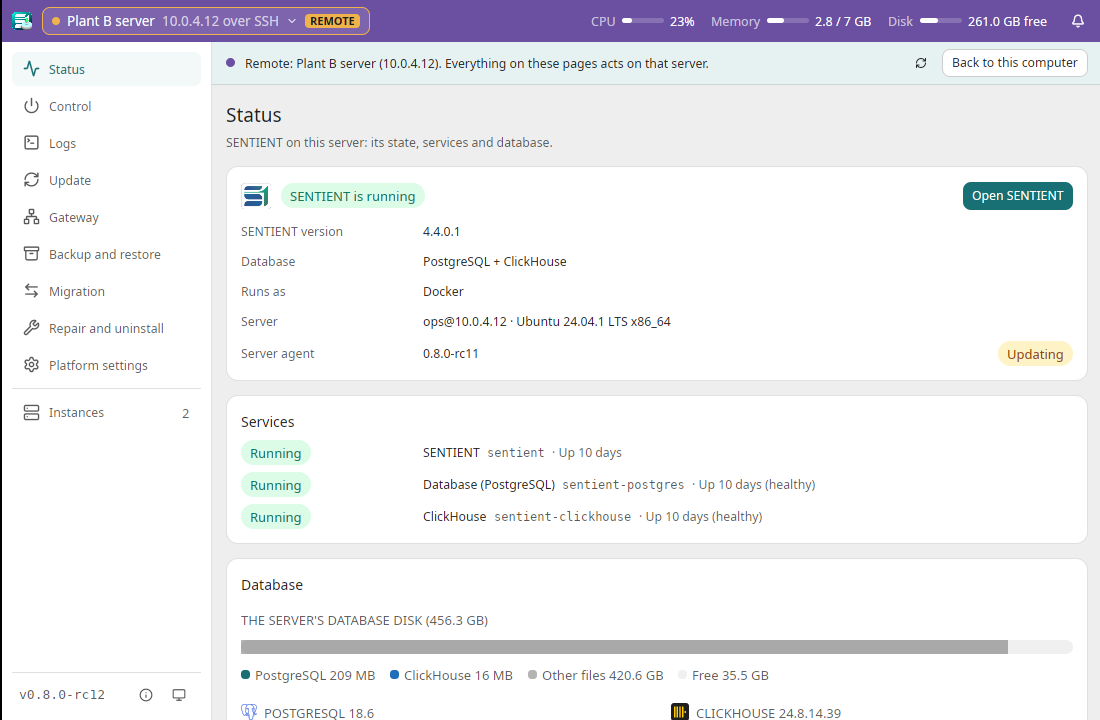 Plant B server 10.0.4.12 over SSH REMOTE
CPU 23% Memory 2.8 / 7 GB Disk 261.0 GB free
Status
Control
Logs
Update
Gateway
Backup and restore
Migration
Repair and uninstall
Platform settings
Instances 2
v0.8.0-rc12
Remote: Plant B server (10.0.4.12). Everything on these pages acts on that server.
Back to this computer
Status
SENTIENT on this server: its state, services and database.
SENTIENT is running
Open SENTIENT
SENTIENT version 4.4.0.1
Database PostgreSQL + ClickHouse
Runs as Docker
Server ops@10.0.4.12 · Ubuntu 24.04.1 LTS x86_64
Server agent 0.8.0-rc11 Updating
Services
Running SENTIENT sentient · Up 10 days
Running Database (PostgreSQL) sentient-postgres · Up 10 days (healthy)
Running ClickHouse sentient-clickhouse · Up 10 days (healthy)
Database
THE SERVER'S DATABASE DISK (456.3 GB)
PostgreSQL 209 MB ClickHouse 16 MB Other files 420.6 GB Free 35.5 GB
POSTGRESQL 18.6 CLICKHOUSE 24.8.14.39